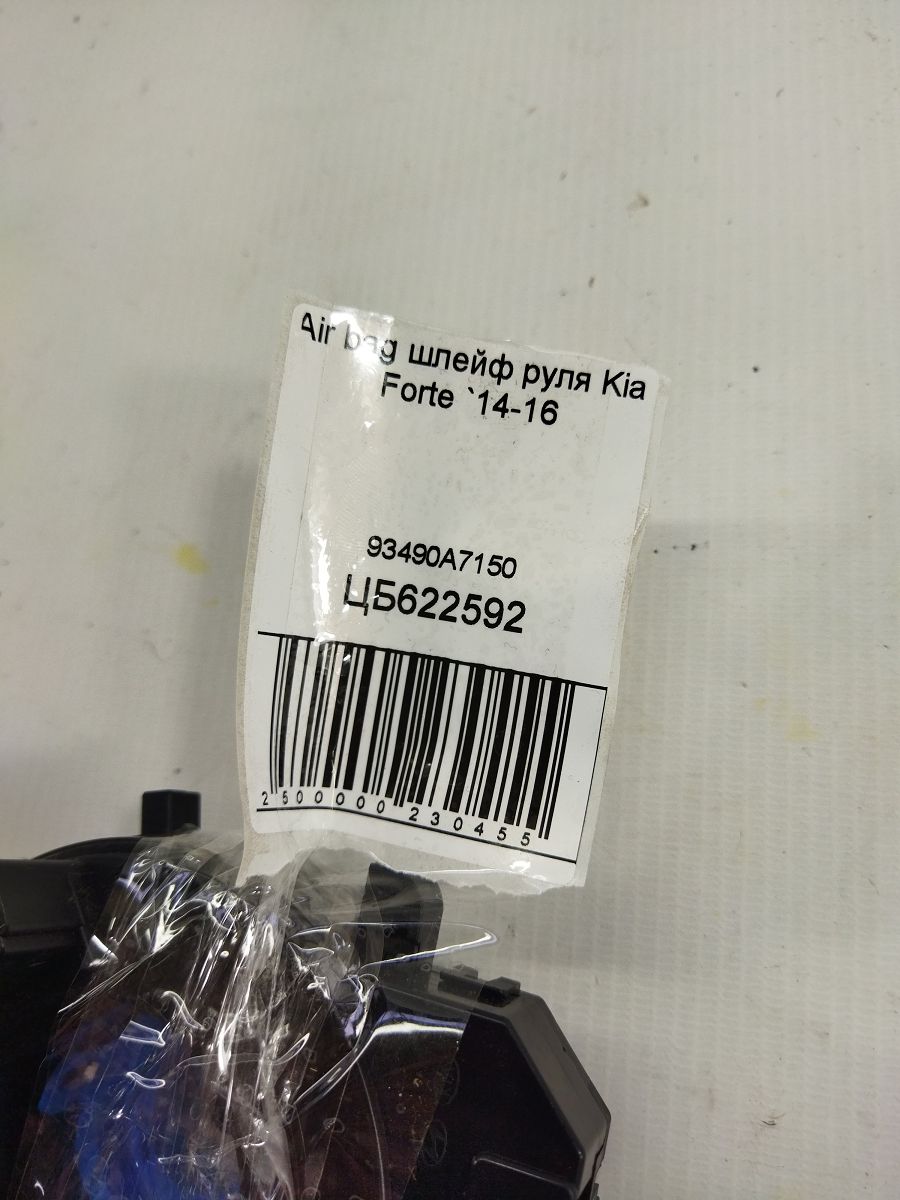 Air bag шлейф руля Kia
Forte `14-16
93490A7150
ЦБ622592
2500000230455